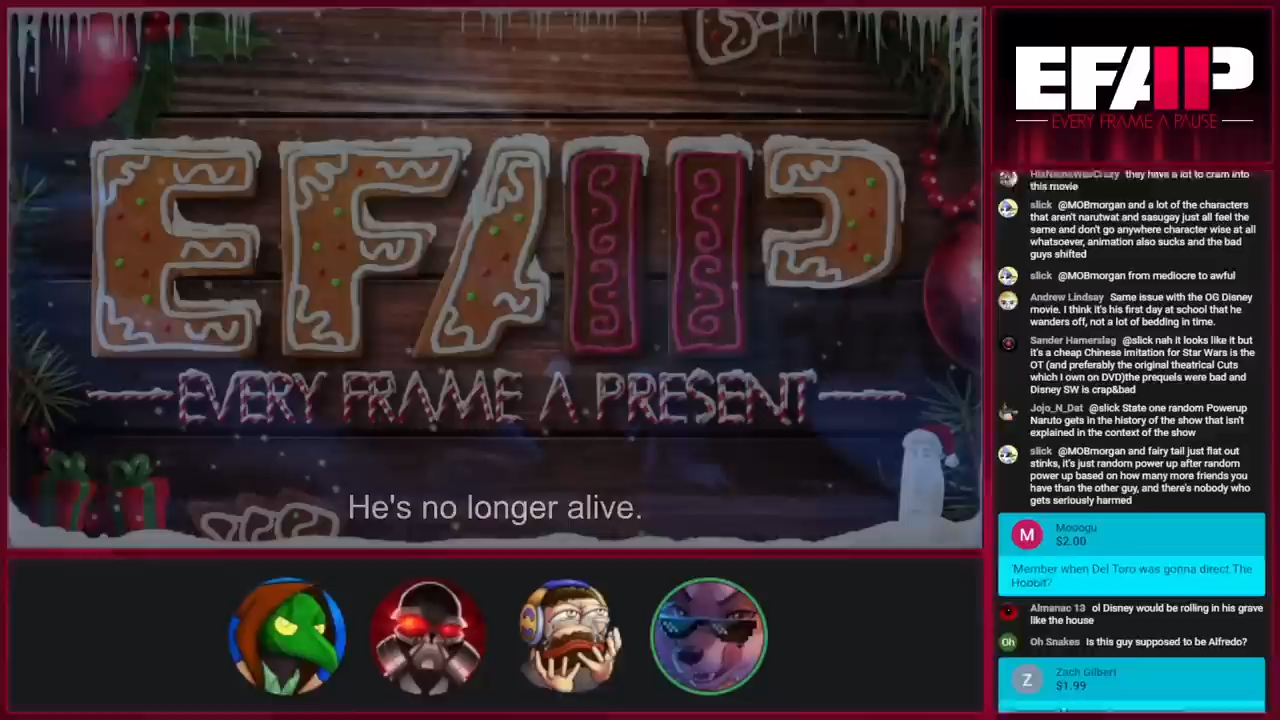 EFAP
EVERY FRAME A PRESENT
He's no longer alive.
EFAP
EVERY FRAME A PAUSE
HisNameWasCrazy they have a lot to cram into
this movie
slick @MOBmorgan and a lot of the characters
that aren't narutwat and sasugay just all feel the
same and don't go anywhere character wise at all
whatsoever, animation also sucks and the bad
guys shifted
slick @MOBmorgan from mediocre to awful
Andrew Lindsay Same issue with the OG Disney
movie. I think it's his first day at school that he
wanders off, not a lot of bedding in time.
Sander Hamerslag @slick nah it looks like it but
it's a cheap Chinese imitation for Star Wars is the
OT (and preferably the original theatrical Cuts
which I own on DVD)the prequels were bad and
Disney SW is crap&bad
Jojo_N_Dat @slick State one random Powerup
Naruto gets in the history of the show that isn't
explained in the context of the show
slick @MOBmorgan and fairy tail just flat out
stinks, it's just random power up after random
power up based on how many more friends you
have than the other guy, and there's nobody who
gets seriously harmed
M
Mooogu
$2.00
'Member when Del Toro was gonna direct The
Hobbit?
Almanac 13 ol Disney would be rolling in his grave
like the house
Oh
Oh Snakes Is this guy supposed to be Alfredo?
Z
Zach Gilbert
$1.99